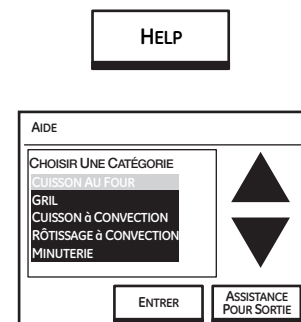 HELP
AIDE
CHOISIR UNE CATÉGORIE
CUISSON AU FOUR
GRIL
CUISSON à CONVECTION
RÔTISSAGE à CONVECTION
MINUTERIE
ENTRER
ASSISTANCE
POUR SORTIE